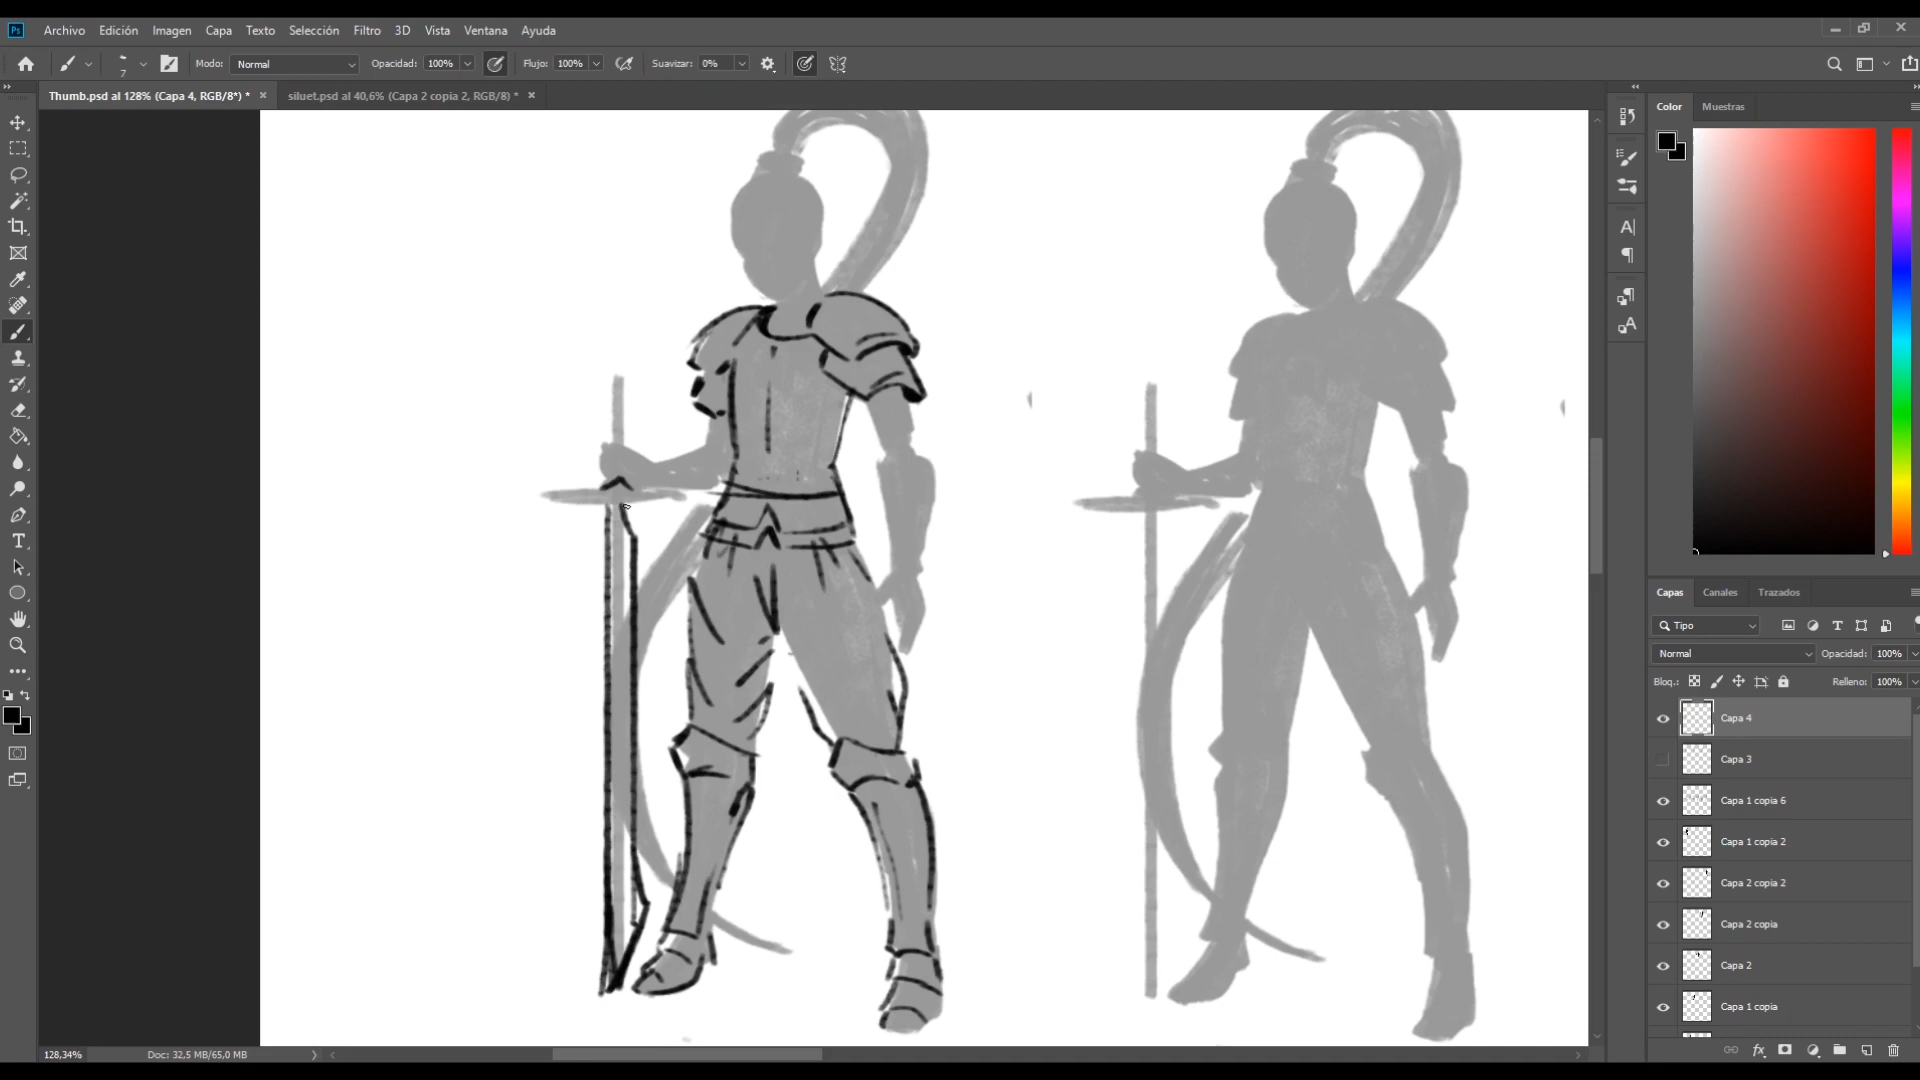 Ps Archivo Edición Imagen Capa Texto Selección Filtro 3D Vista Ventana Ayuda
7 Modo: Normal Opacidad: 100% Flujo: 100% Suavizar: 0%
Thumb.psd al 128% (Capa 4, RGB/8*) * × siluet.psd al 40,6% (Capa 2 copia 2, RGB/8) * ×
Color Muestras
Capas Canales Trazados
Tipo
Normal Opacidad: 100%
Bloq.: Relleno: 100%
Capa 4
Capa 3
Capa 1 copia 6
Capa 1 copia 2
Capa 2 copia 2
Capa 2 copia
Capa 2
Capa 1 copia
128,34% Doc: 32,5 MB/65,0 MB